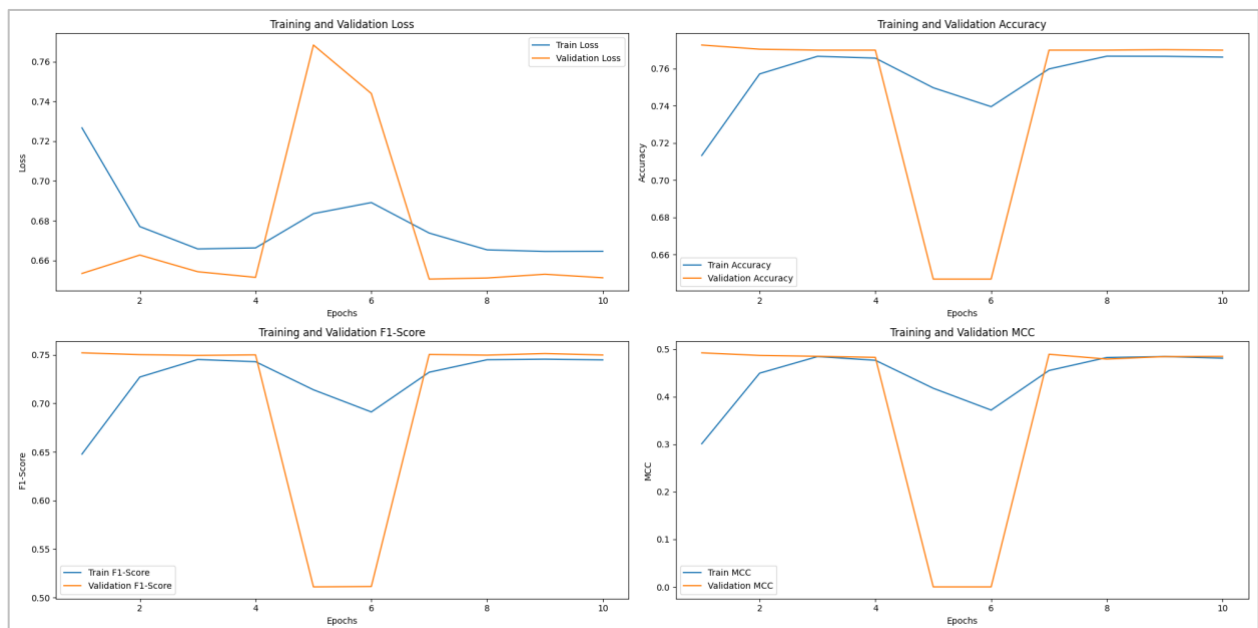 Training and Validation Loss
Train Loss
Validation Loss
0.76
0.74
0.72
0.70
0.68
0.66
Loss
2 4 6 8 10
Epochs
Training and Validation Accuracy
0.76
0.74
0.72
0.70
0.68
0.66
Accuracy
Train Accuracy
Validation Accuracy
2 4 6 8 10
Epochs
Training and Validation F1-Score
0.75
0.70
0.65
0.60
0.55
0.50
F1-Score
Train F1-Score
Validation F1-Score
2 4 6 8 10
Epochs
Training and Validation MCC
0.5
0.4
0.3
0.2
0.1
0.0
MCC
Train MCC
Validation MCC
2 4 6 8 10
Epochs